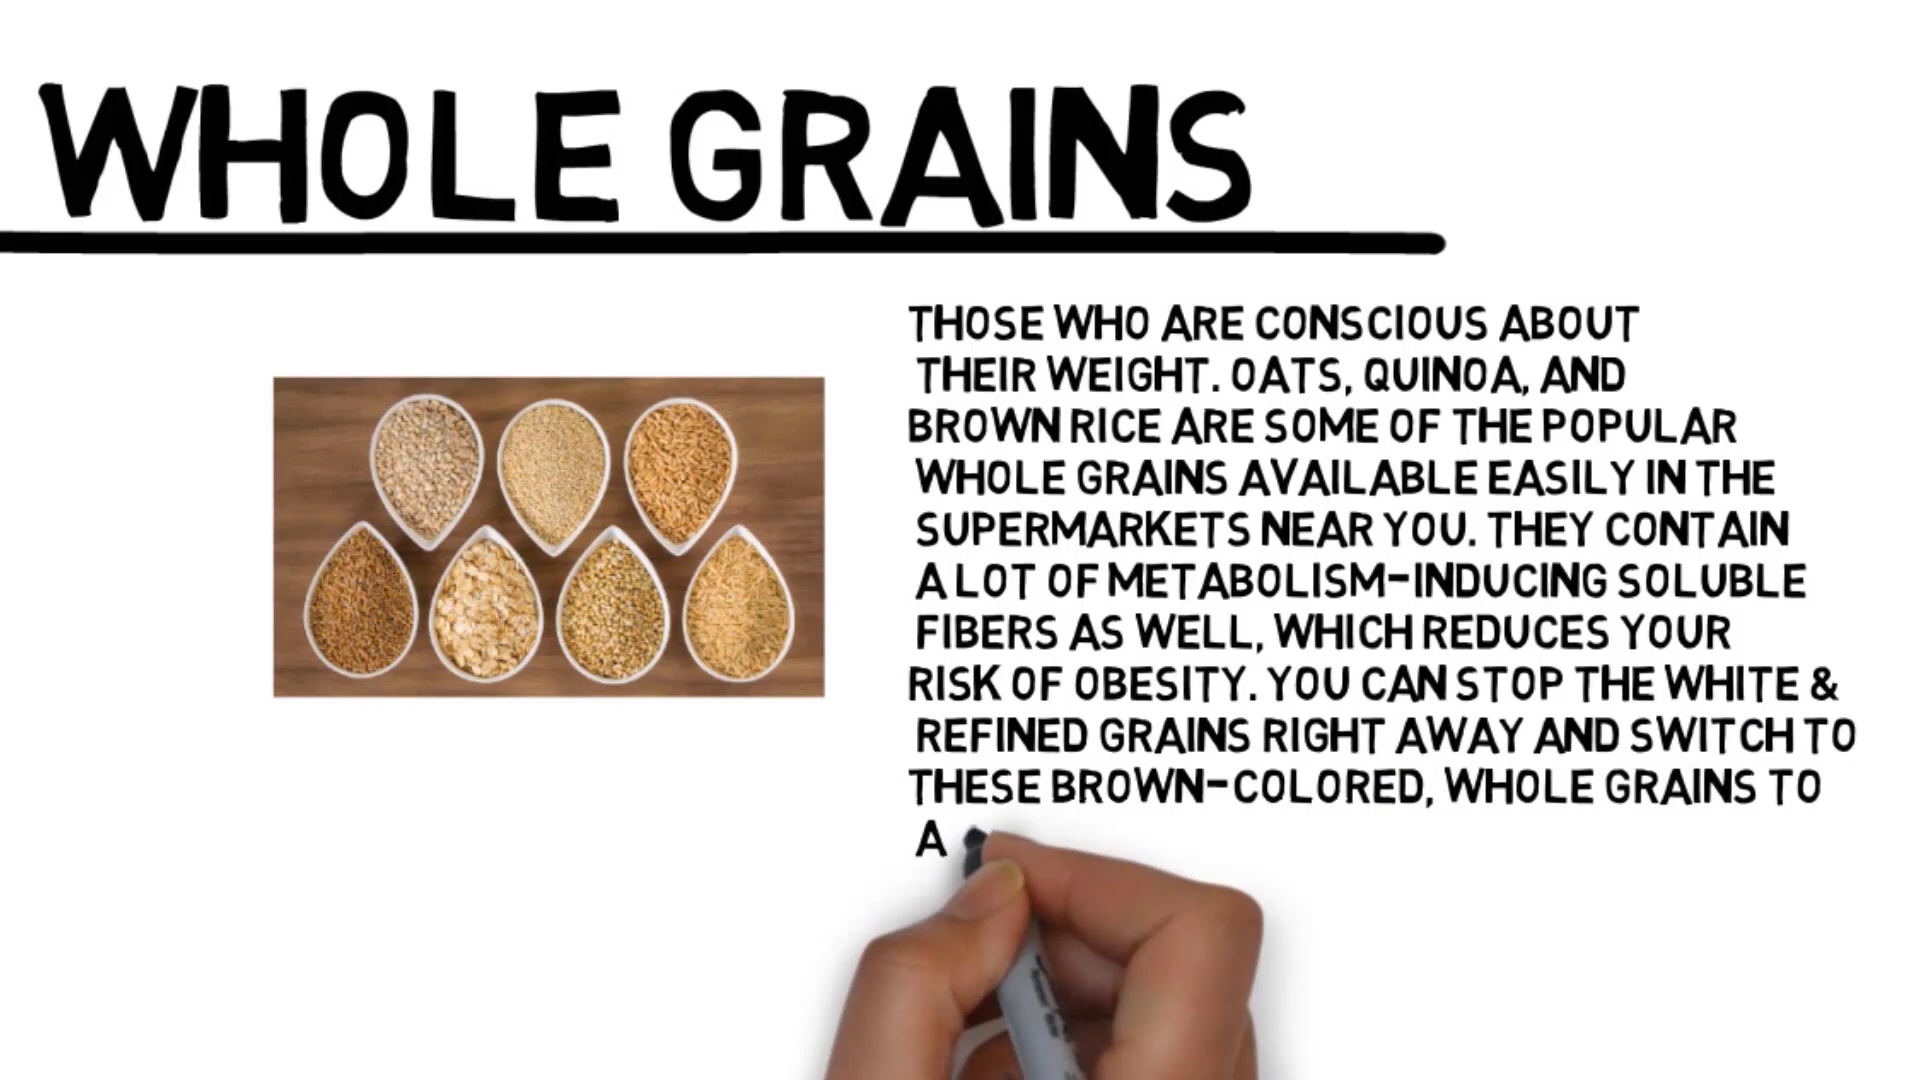 WHOLE GRAINS
THOSE WHO ARE CONSCIOUS ABOUT
THEIR WEIGHT. OATS, QUINOA, AND
BROWN RICE ARE SOME OF THE POPULAR
WHOLE GRAINS AVAILABLE EASILY IN THE
SUPERMARKETS NEAR YOU. THEY CONTAIN
A LOT OF METABOLISM-INDUCING SOLUBLE
FIBERS AS WELL, WHICH REDUCES YOUR
RISK OF OBESITY. YOU CAN STOP THE WHITE &
REFINED GRAINS RIGHT AWAY AND SWITCH TO
THESE BROWN-COLORED, WHOLE GRAINS TO
A